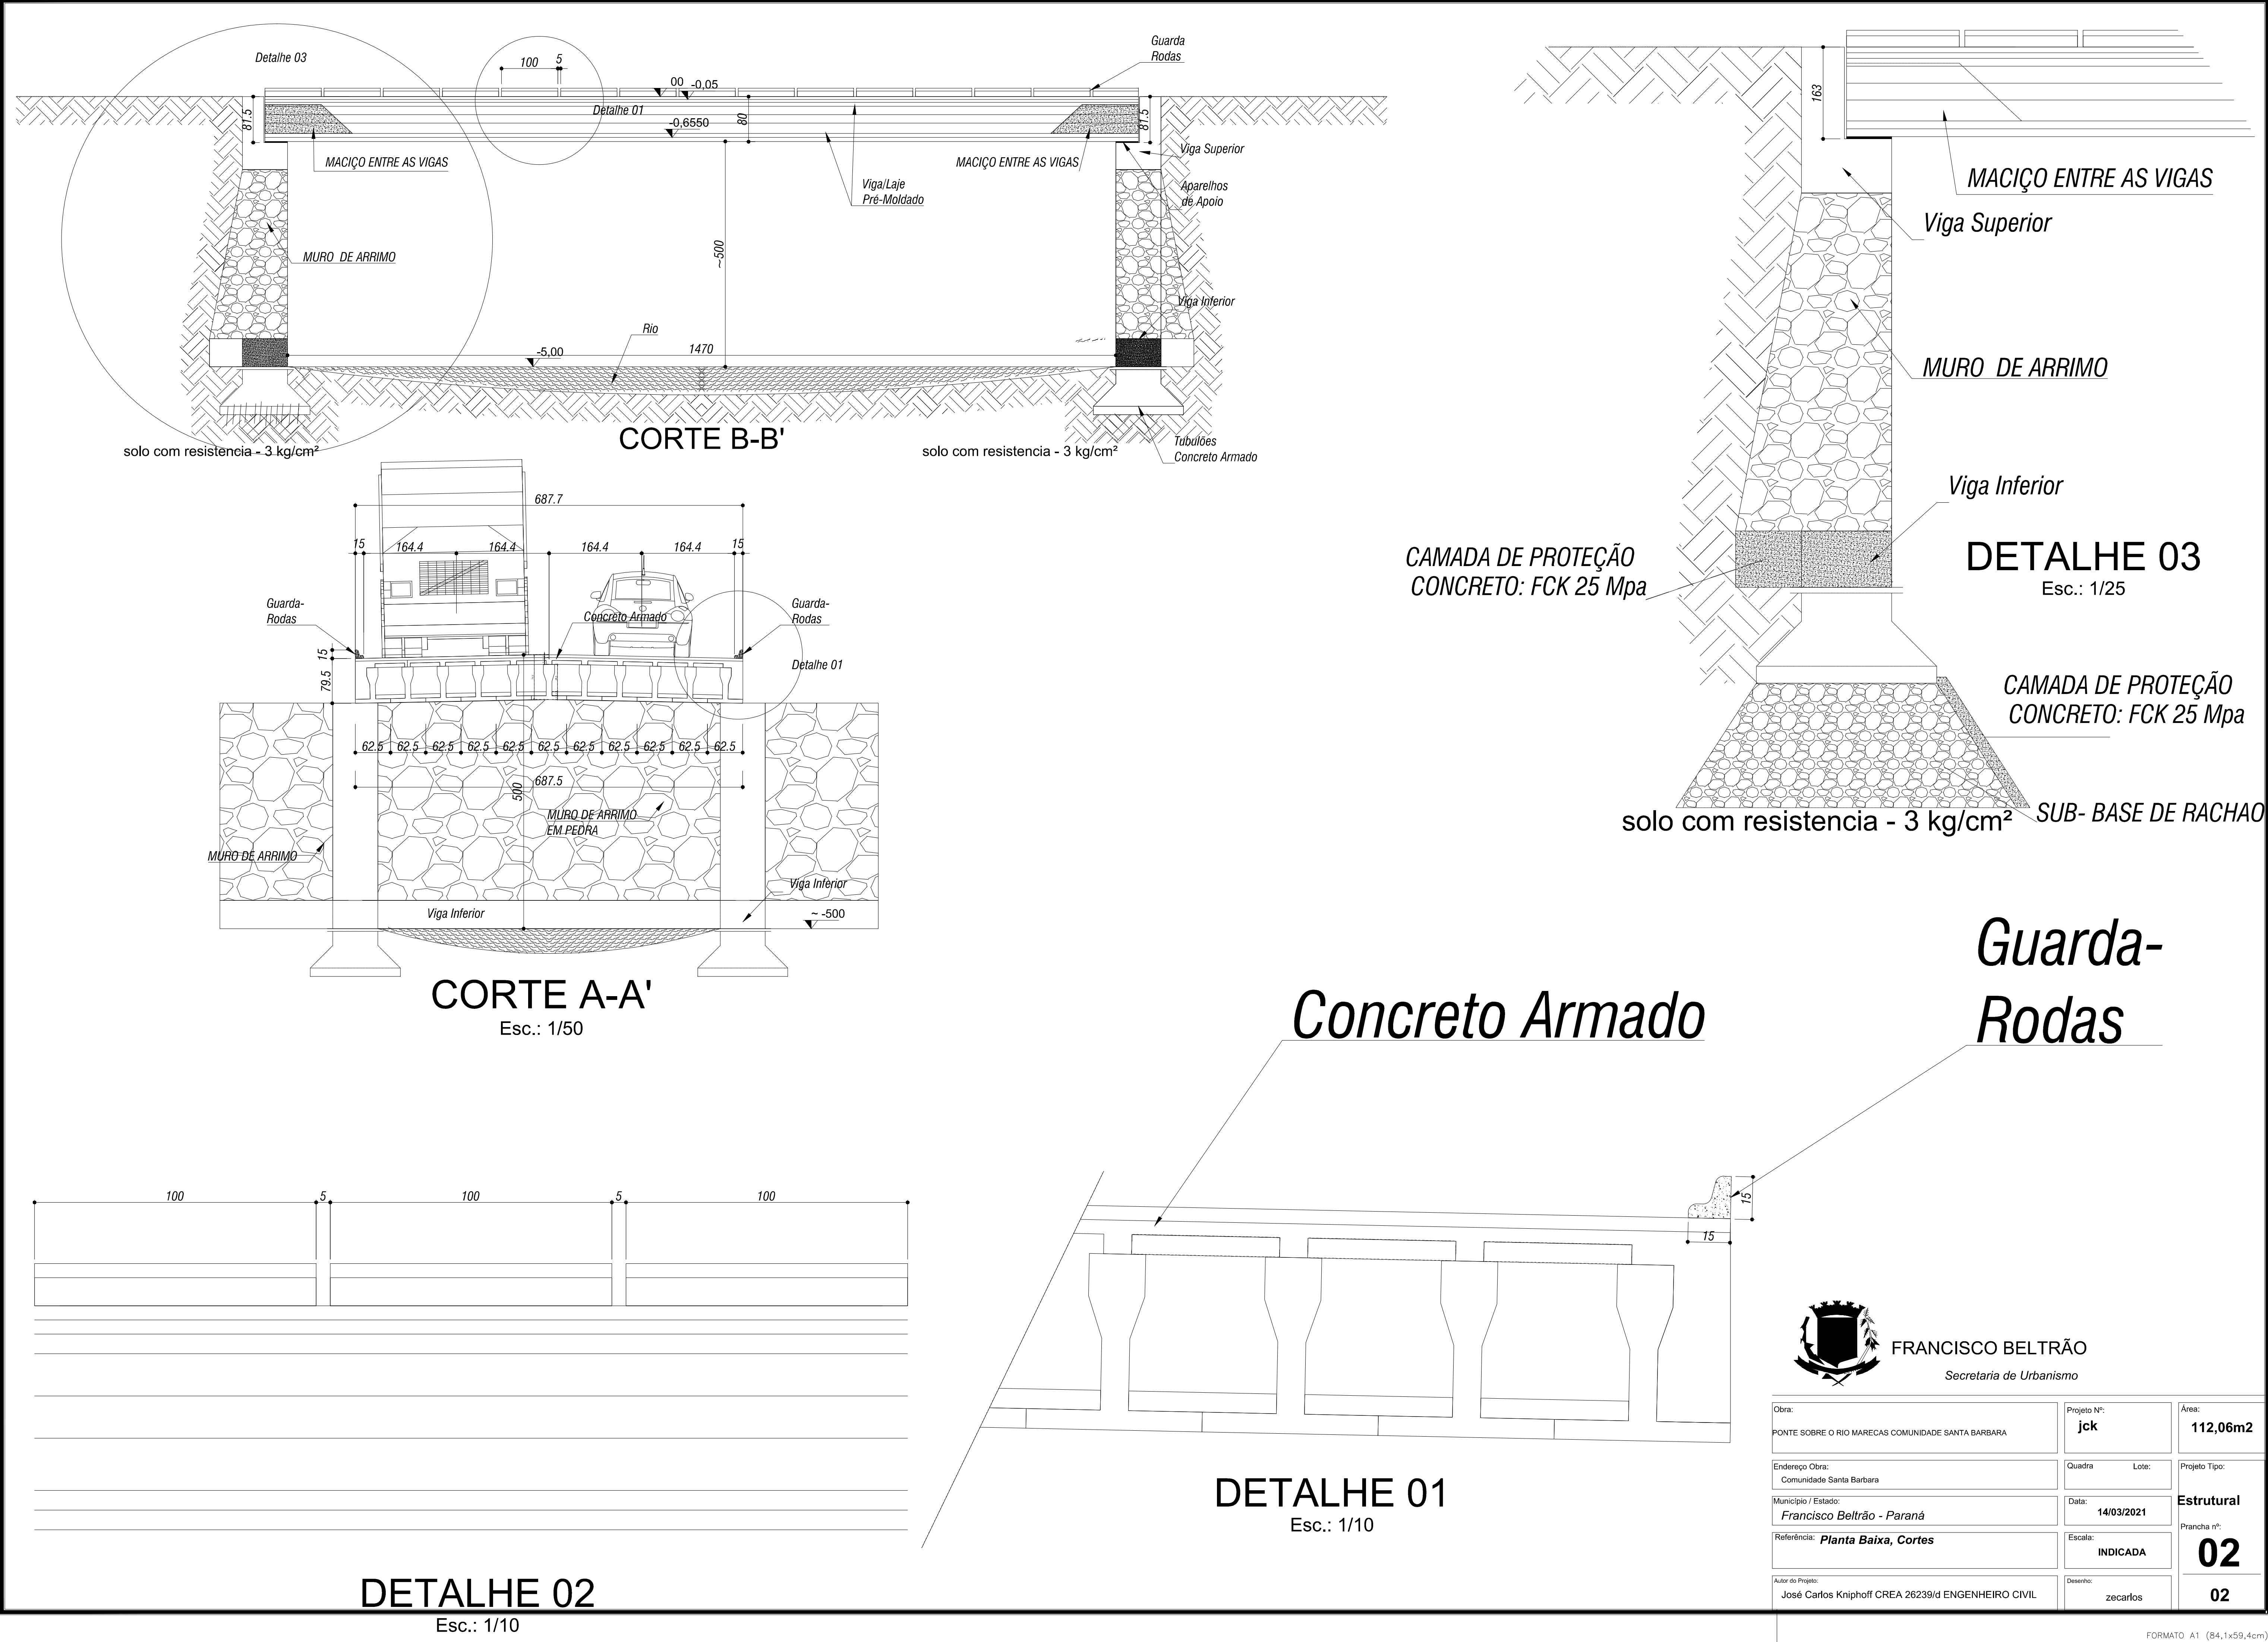 Detalhe 03
100
5
Guarda
Rodas
00
-0,05
Detalhe 01
81.5
-0,6550
80
81.5
MACIÇO ENTRE AS VIGAS
MACIÇO ENTRE AS VIGAS
Viga Superior
Viga/Laje
Pré-Moldado
Aparelhos
de Apoio
~500
MURO DE ARRIMO
Viga Inferior
Rio
-5,00
1470
CORTE B-B'
solo com resistencia - 3 kg/cm²
solo com resistencia - 3 kg/cm²
Tubulões
Concreto Armado
687.7
15
164.4
164.4
164.4
164.4
15
Guarda-
Rodas
Concreto Armado
Guarda-
Rodas
15
79.5
Detalhe 01
62.5
62.5
62.5
62.5
62.5
62.5
62.5
62.5
62.5
62.5
62.5
687.5
500
MURO DE ARRIMO
EM PEDRA
MURO DE ARRIMO
Viga Inferior
Viga Inferior
~ -500
CORTE A-A'
Esc.: 1/50
163
MACIÇO ENTRE AS VIGAS
Viga Superior
MURO DE ARRIMO
Viga Inferior
CAMADA DE PROTEÇÃO
CONCRETO: FCK 25 Mpa
DETALHE 03
Esc.: 1/25
CAMADA DE PROTEÇÃO
CONCRETO: FCK 25 Mpa
SUB- BASE DE RACHAO
solo com resistencia - 3 kg/cm²
Guarda-
Rodas
Concreto Armado
15
15
DETALHE 01
Esc.: 1/10
100
5
100
5
100
DETALHE 02
Esc.: 1/10
FRANCISCO BELTRÃO
Secretaria de Urbanismo
Obra:
PONTE SOBRE O RIO MARECAS COMUNIDADE SANTA BARBARA
Projeto Nº:
jck
Área:
112,06m2
Endereço Obra:
Comunidade Santa Barbara
Quadra
Lote:
Projeto Tipo:
Estrutural
Município / Estado:
Francisco Beltrão - Paraná
Data:
14/03/2021
Prancha nº:
02
Referência: Planta Baixa, Cortes
Escala:
INDICADA
Autor do Projeto:
José Carlos Kniphoff CREA 26239/d ENGENHEIRO CIVIL
Desenho:
zecarlos
02
FORMATO A1 (84,1x59,4cm)